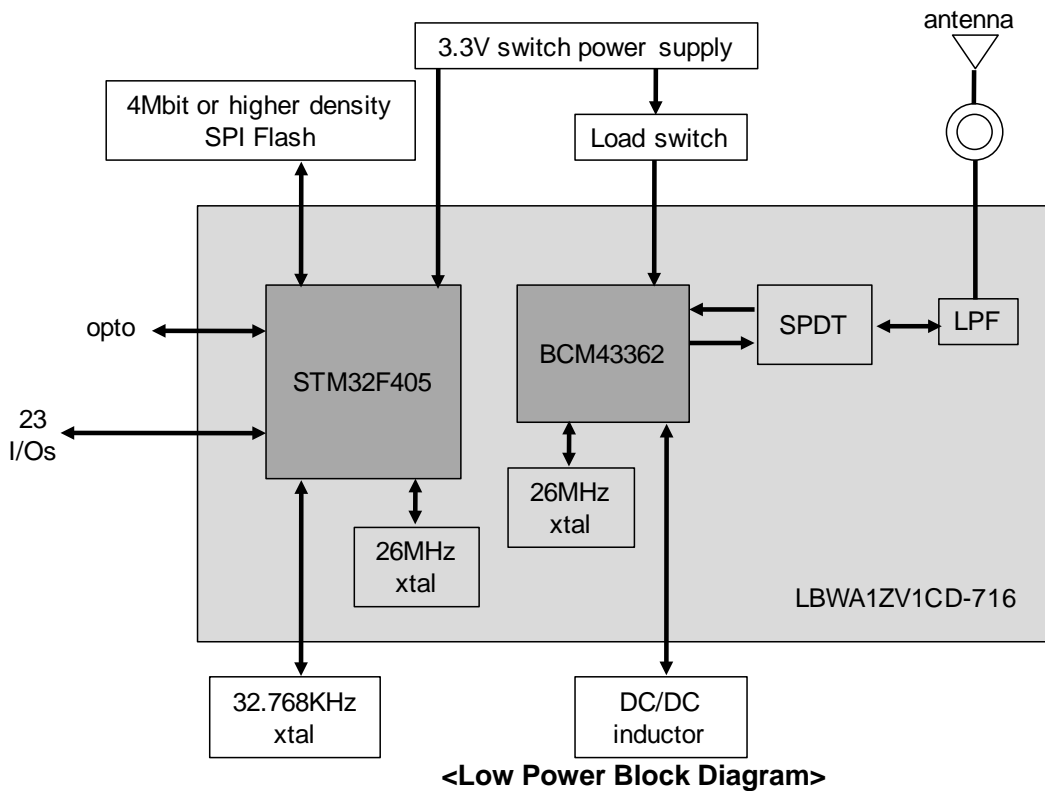 antenna
3.3V switch power supply
4Mbit or higher density
SPI Flash
Load switch
opto
STM32F405
BCM43362
SPDT
LPF
23
I/Os
26MHz
xtal
26MHz
xtal
LBWA1ZV1CD-716
32.768KHz
xtal
DC/DC
inductor
<Low Power Block Diagram>